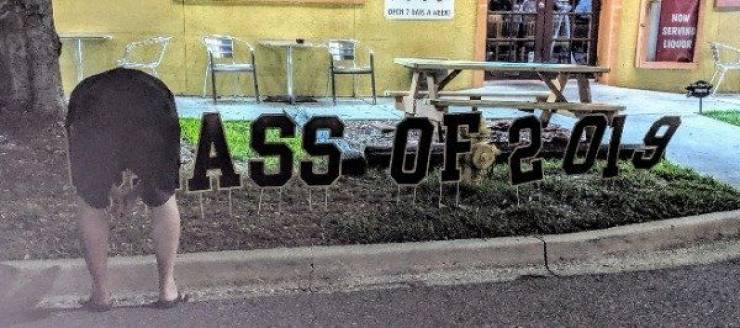 OPEN 7 DAYS A WEEK!
NOW
SERVING
LIQUOR
ASS OF 2019